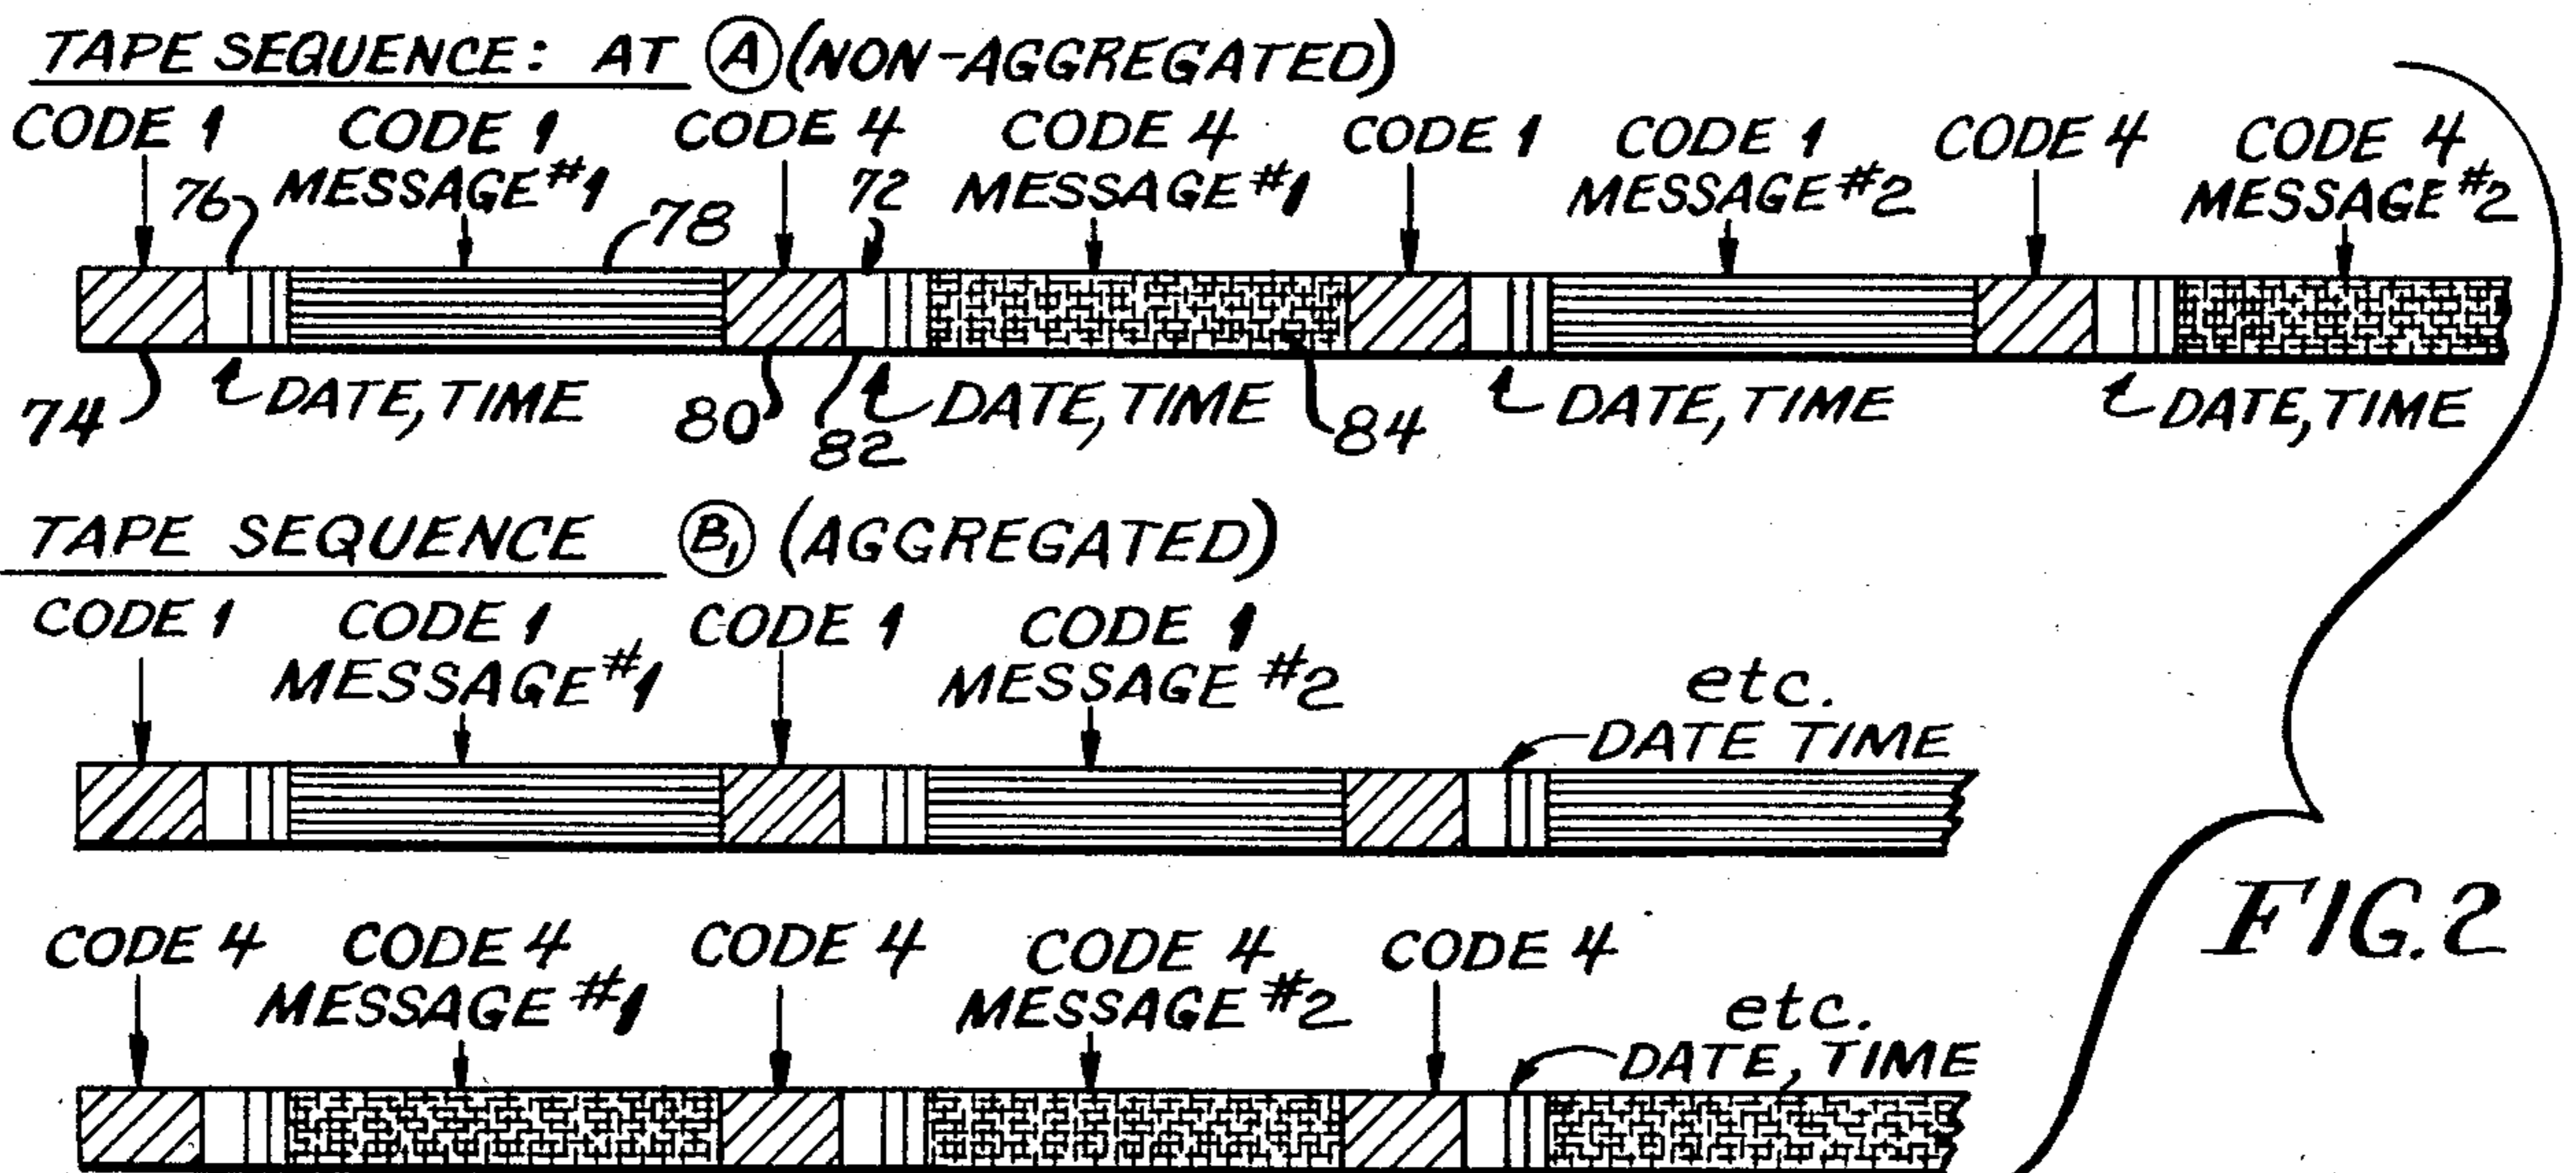 TAPE SEQUENCE: AT Ⓐ (NON-AGGREGATED)
CODE 1 CODE 1 CODE 4 CODE 4 CODE 1 CODE 1 CODE 4 CODE 4
MESSAGE #1 MESSAGE #1 MESSAGE #2 MESSAGE #2
76 78 72
74 DATE, TIME 80 82 DATE, TIME 84 DATE, TIME DATE, TIME
TAPE SEQUENCE B1 (AGGREGATED)
CODE 1 CODE 1 CODE 1 CODE 1
MESSAGE #1 MESSAGE #2 etc.
DATE TIME
FIG. 2
CODE 4 CODE 4 CODE 4 CODE 4 CODE 4
MESSAGE #1 MESSAGE #2 etc.
DATE, TIME